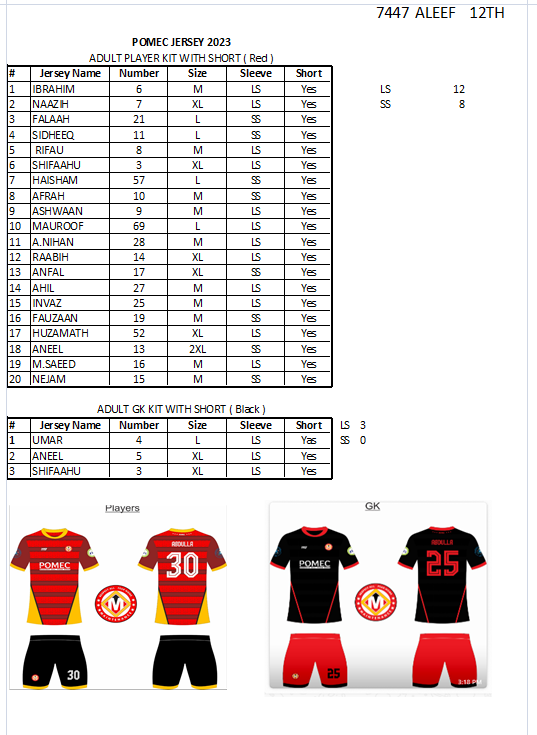 7447 ALEEF 12TH
POMEC JERSEY 2023
ADULT PLAYER KIT WITH SHORT ( Red )
# Jersey Name Number Size Sleeve Short
1 IBRAHIM 6 M LS Yes LS 12
2 NAAZIH 7 XL LS Yes SS 8
3 FALAAH 21 L SS Yes
4 SIDHEEQ 11 L SS Yes
5 RIFAU 8 M LS Yes
6 SHIFAAHU 3 XL LS Yes
7 HAISHAM 57 L SS Yes
8 AFRAH 10 M SS Yes
9 ASHWAAN 9 M LS Yes
10 MAUROOF 69 L LS Yes
11 A.NIHAN 28 M LS Yes
12 RAABIH 14 XL LS Yes
13 ANFAL 17 XL SS Yes
14 AHIL 27 M LS Yes
15 INVAZ 25 M LS Yes
16 FAUZAAN 19 M SS Yes
17 HUZAMATH 52 XL LS Yes
18 ANEEL 13 2XL SS Yes
19 M.SAEED 16 M LS Yes
20 NEJAM 15 M SS Yes
ADULT GK KIT WITH SHORT ( Black )
# Jersey Name Number Size Sleeve Short LS 3
1 UMAR 4 L LS Yas SS 0
2 ANEEL 5 XL LS Yes
3 SHIFAAHU 3 XL LS Yes
Players GK
ABDULLA ABDULLA
POMEC 30 POMEC 25
M M
30 25
3:18 PM